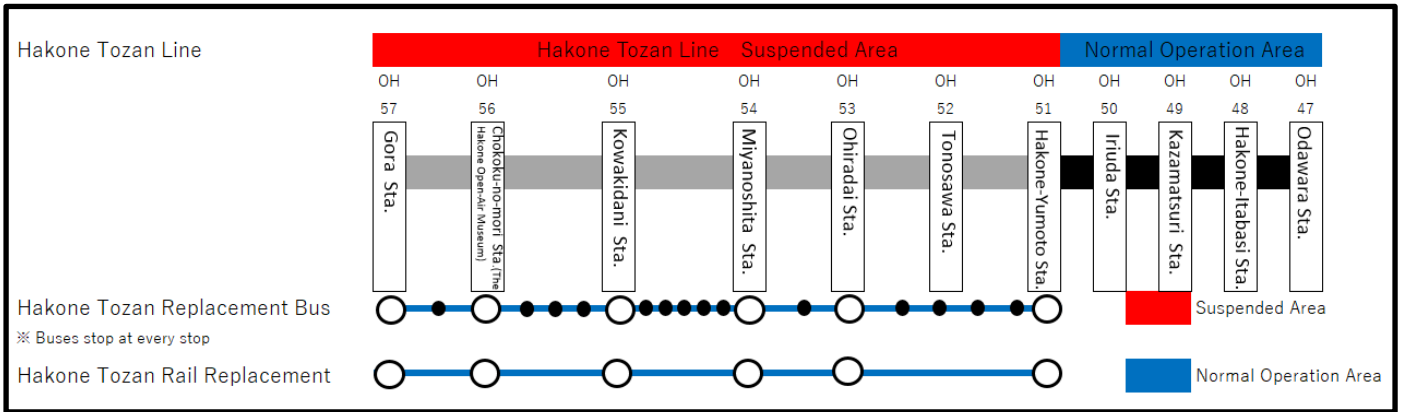 Hakone Tozan Line
Hakone Tozan Line Suspended Area
Normal Operation Area
OH OH OH OH OH OH OH OH OH OH OH
57 56 55 54 53 52 51 50 49 48 47
Gora Sta.
Chokoku-no-mori Sta.(The
Hakone Open-Air Museum)
Kowakidani Sta.
Miyanoshita Sta.
Ohiradai Sta.
Tonosawa Sta.
Hakone-Yumoto Sta.
Iriuda Sta.
Kazamatsuri Sta.
Hakone-Itabasi Sta.
Odawara Sta.
Hakone Tozan Replacement Bus
※ Buses stop at every stop
Suspended Area
Hakone Tozan Rail Replacement
Normal Operation Area